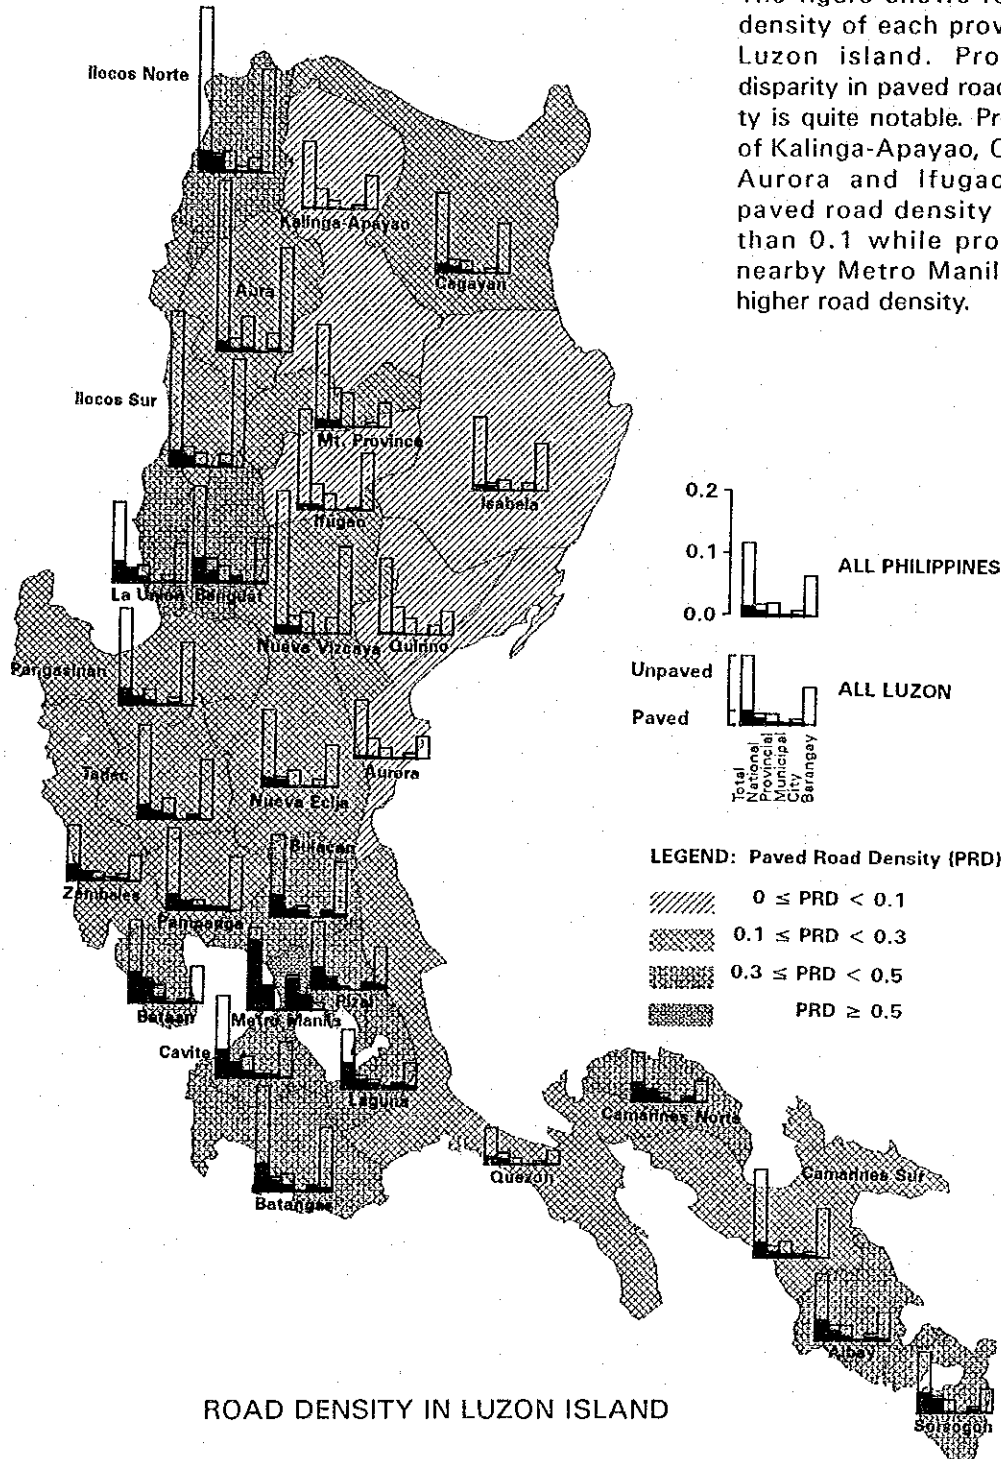 density of each prov
Luzon island. Pro
disparity in paved road
ty is quite notable. Pr
of Kalinga-Apayao, C
Aurora and Ifugao
paved road density
than 0.1 while pro
nearby Metro Manil
higher road density.
Ilocos Norte
Kalinga-Apayao
Cagayan
Abra
Ilocos Sur
Mt. Province
Isabela
Ifugao
0.2
0.1
0.0
ALL PHILIPPINES
La Union
Benguet
Nueva Vizcaya
Quirino
Pangasinan
Unpaved
Paved
ALL LUZON
Total
National
Provincial
Municipal
City
Barangay
Aurora
Tarlac
Nueva Ecija
Bulacan
Zambales
Pampanga
LEGEND: Paved Road Density (PRD)
0 ≤ PRD < 0.1
0.1 ≤ PRD < 0.3
0.3 ≤ PRD < 0.5
PRD ≥ 0.5
Bataan
Metro Manila
Rizal
Cavite
Laguna
Camarines Norte
Quezon
Camarines Sur
Batangas
Albay
Sorsogon
ROAD DENSITY IN LUZON ISLAND